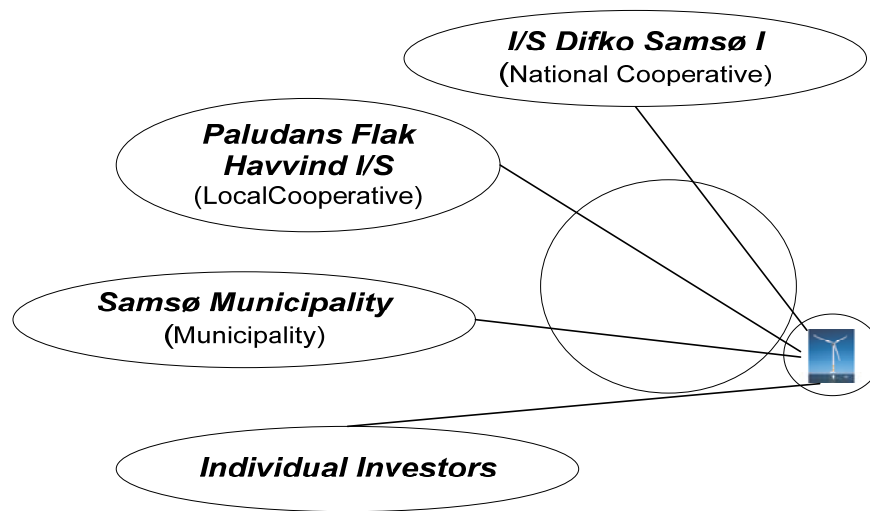 I/S Difko Samsø I
(National Cooperative)
Paludans Flak
Havvind I/S
(LocalCooperative)
Samsø Municipality
(Municipality)
Individual Investors